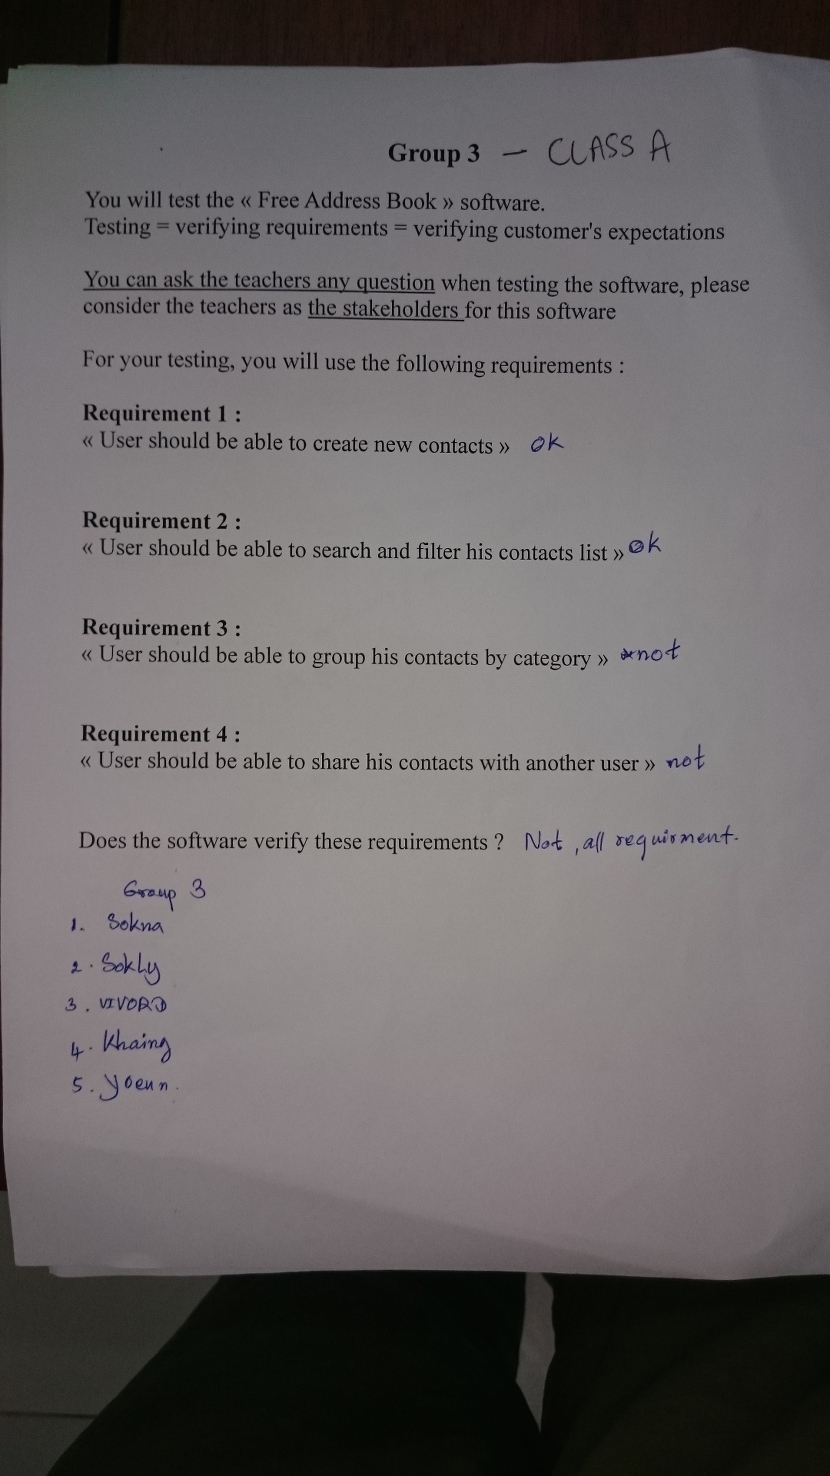 Group 3 — CLASS A
You will test the « Free Address Book » software.
Testing = verifying requirements = verifying customer's expectations
You can ask the teachers any question when testing the software, please
consider the teachers as the stakeholders for this software
For your testing, you will use the following requirements :
Requirement 1 :
« User should be able to create new contacts » ok
Requirement 2 :
« User should be able to search and filter his contacts list » ok
Requirement 3 :
« User should be able to group his contacts by category » not
Requirement 4 :
« User should be able to share his contacts with another user » not
Does the software verify these requirements ? Not , all requirment.
Group 3
1. Sokna
2. Sokly
3. VIVORD
4. Khaing
5. Yoeun.